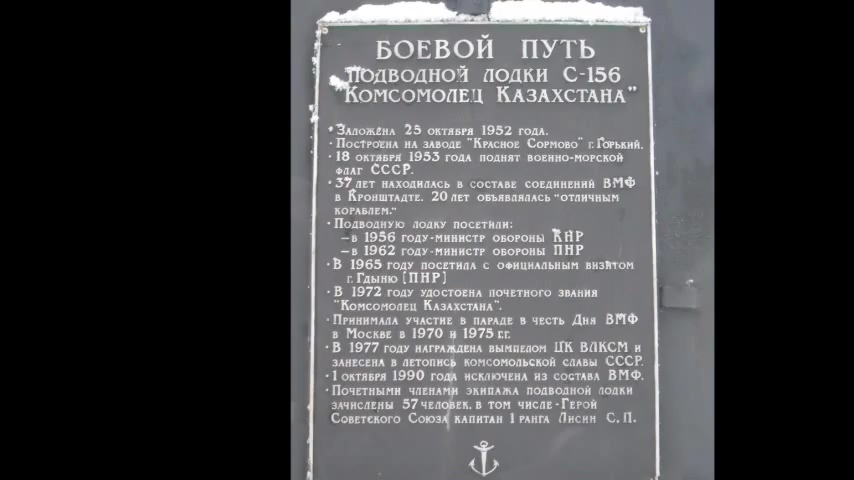 БОЕВОЙ ПУТЬ
ПОДВОДНОЙ ЛОДКИ С-156
"КОМСОМОЛЕЦ КАЗАХСТАНА"
· ЗАЛОЖЕНА 25 ОКТЯБРЯ 1952 ГОДА.
· ПОСТРОЕНА НА ЗАВОДЕ "КРАСНОЕ СОРМОВО" Г. ГОРЬКИЙ.
· 18 ОКТЯБРЯ 1953 ГОДА ПОДНЯТ ВОЕННО-МОРСКОЙ
ФЛАГ СССР.
· 37 ЛЕТ НАХОДИЛАСЬ В СОСТАВЕ СОЕДИНЕНИЙ ВМФ
В КРОНШТАДТЕ. 20 ЛЕТ ОБЪЯВЛЯЛАСЬ "ОТЛИЧНЫМ
КОРАБЛЕМ."
· ПОДВОДНУЮ ЛОДКУ ПОСЕТИЛИ:
— В 1956 ГОДУ-МИНИСТР ОБОРОНЫ КНР
— В 1962 ГОДУ-МИНИСТР ОБОРОНЫ ПНР
· В 1965 ГОДУ ПОСЕТИЛА С ОФИЦИАЛЬНЫМ ВИЗИТОМ
Г. ГДЫНЮ [ПНР]
· В 1972 ГОДУ УДОСТОЕНА ПОЧЕТНОГО ЗВАНИЯ
"КОМСОМОЛЕЦ КАЗАХСТАНА".
· ПРИНИМАЛА УЧАСТИЕ В ПАРАДЕ В ЧЕСТЬ ДНЯ ВМФ
В МОСКВЕ В 1970 И 1975 Г.Г.
· В 1977 ГОДУ НАГРАЖДЕНА ВЫМПЕЛОМ ЦК ВЛКСМ И
ЗАНЕСЕНА В ЛЕТОПИСЬ КОМСОМОЛЬСКОЙ СЛАВЫ СССР.
· 1 ОКТЯБРЯ 1990 ГОДА ИСКЛЮЧЕНА ИЗ СОСТАВА ВМФ.
· ПОЧЕТНЫМИ ЧЛЕНАМИ ЭКИПАЖА ПОДВОДНОЙ ЛОДКИ
ЗАЧИСЛЕНЫ 57 ЧЕЛОВЕК, В ТОМ ЧИСЛЕ-ГЕРОЙ
СОВЕТСКОГО СОЮЗА КАПИТАН 1 РАНГА ЛИСИН С.П.